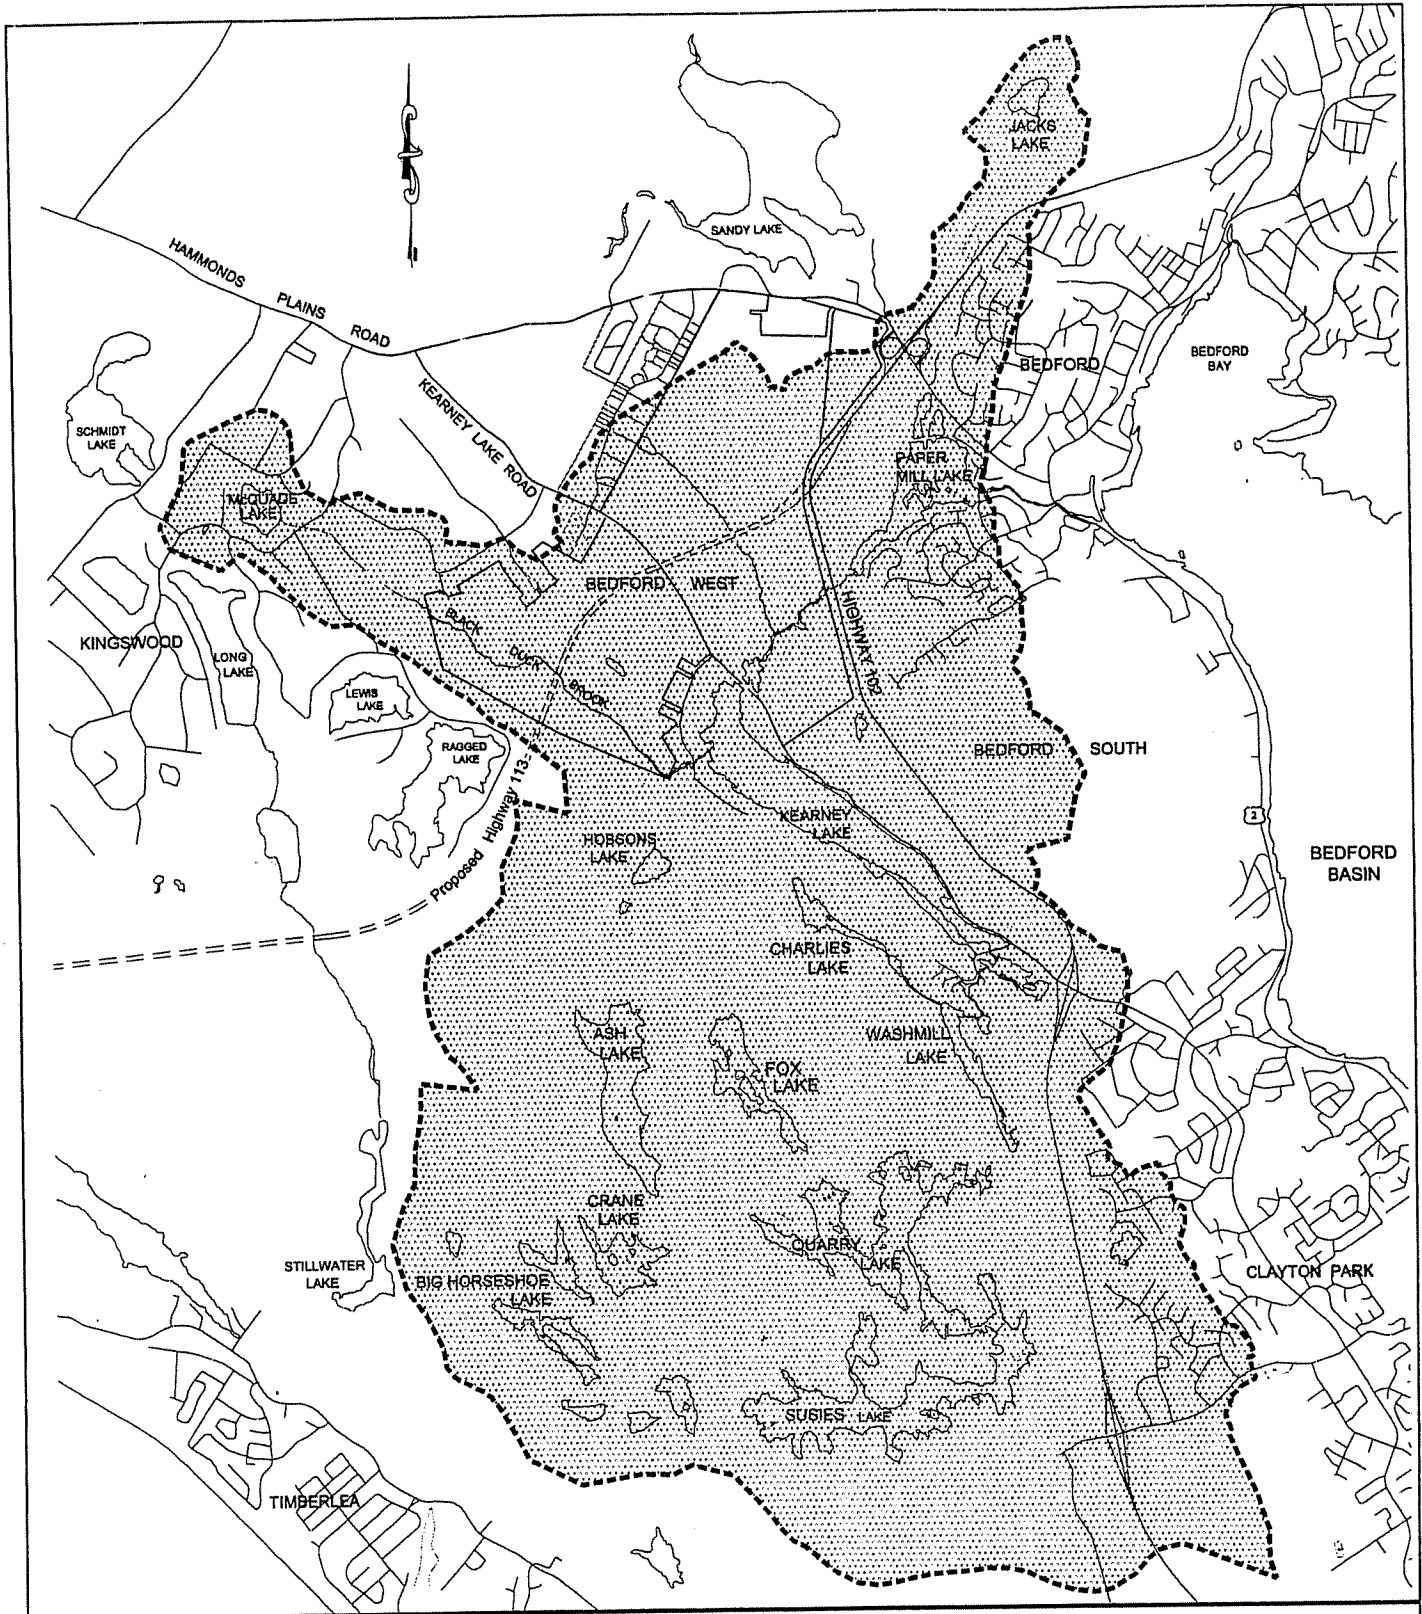 JACKS
LAKE
SANDY LAKE
HAMMONDS
PLAINS
ROAD
BEDFORD
BAY
BEDFORD
KEARNEY LAKE ROAD
SCHMIDT
LAKE
PAPER
MILL LAKE
McQUADE
LAKE
BEDFORD WEST
HIGHWAY 102
BLACK
DUCK
BROOK
KINGSWOOD
LONG
LAKE
LEWIS
LAKE
RAGGED
LAKE
BEDFORD SOUTH
Proposed Highway 113
KEARNEY
LAKE
2
HOBSONS
LAKE
BEDFORD
BASIN
CHARLIES
LAKE
ASH
LAKE
WASHMILL
LAKE
FOX
LAKE
CRANE
LAKE
QUARRY
LAKE
STILLWATER
LAKE
BIG HORSESHOE
LAKE
CLAYTON PARK
SUSIES LAKE
TIMBERLEA